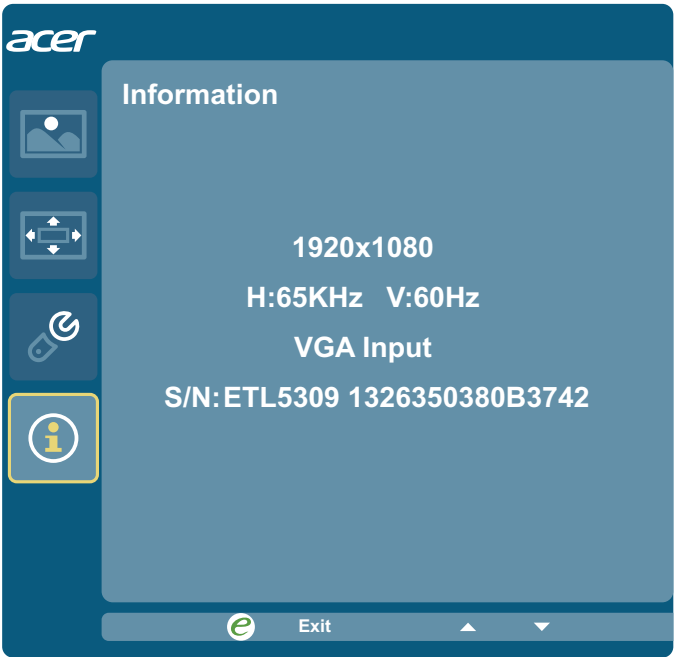 acer
Information
1920x1080
H:65KHz V:60Hz
VGA Input
S/N:ETL5309 1326350380B3742
e Exit